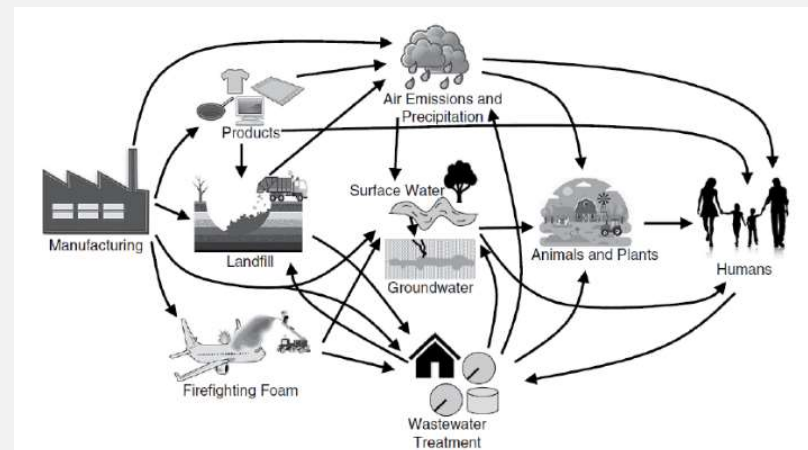 Air Emissions and
Precipitation
Products
Surface Water
Manufacturing
Landfill
Groundwater
Animals and Plants
Humans
Firefighting Foam
Wastewater
Treatment